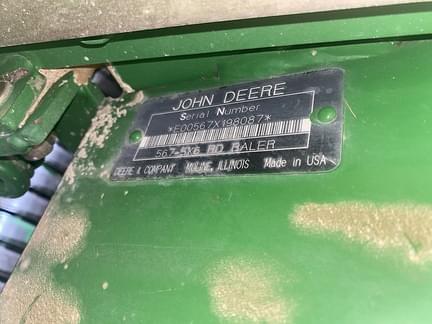 JOHN DEERE
Serial Number
*E00567X198087*
567-5X6 RD BALER
DEERE & COMPANY MOLINE, ILLINOIS Made in USA